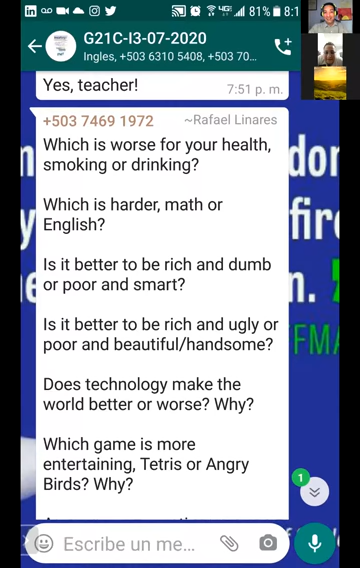 81% 8:1
G21C-I3-07-2020
Ingles, +503 6310 5408, +503 70...
Yes, teacher!
7:51 p. m.
+503 7469 1972
~Rafael Linares
Which is worse for your health,
smoking or drinking?
Which is harder, math or
English?
Is it better to be rich and dumb
or poor and smart?
Is it better to be rich and ugly or
poor and beautiful/handsome?
Does technology make the
world better or worse? Why?
Which game is more
entertaining, Tetris or Angry
Birds? Why?
1
Escribe un me...